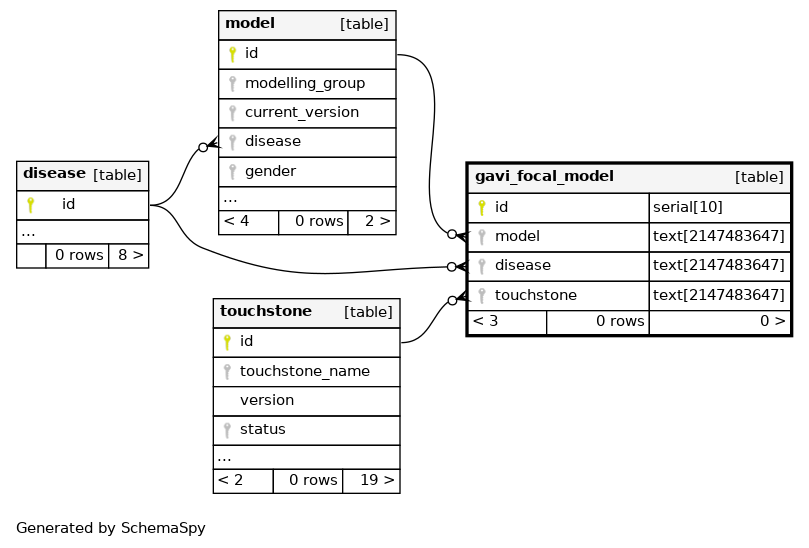 model [table]
id
modelling_group
current_version
disease
gender
...
< 4 0 rows 2 >
disease [table]
id
...
0 rows 8 >
gavi_focal_model [table]
id serial[10]
model text[2147483647]
disease text[2147483647]
touchstone text[2147483647]
< 3 0 rows 0 >
touchstone [table]
id
touchstone_name
version
status
...
< 2 0 rows 19 >
Generated by SchemaSpy